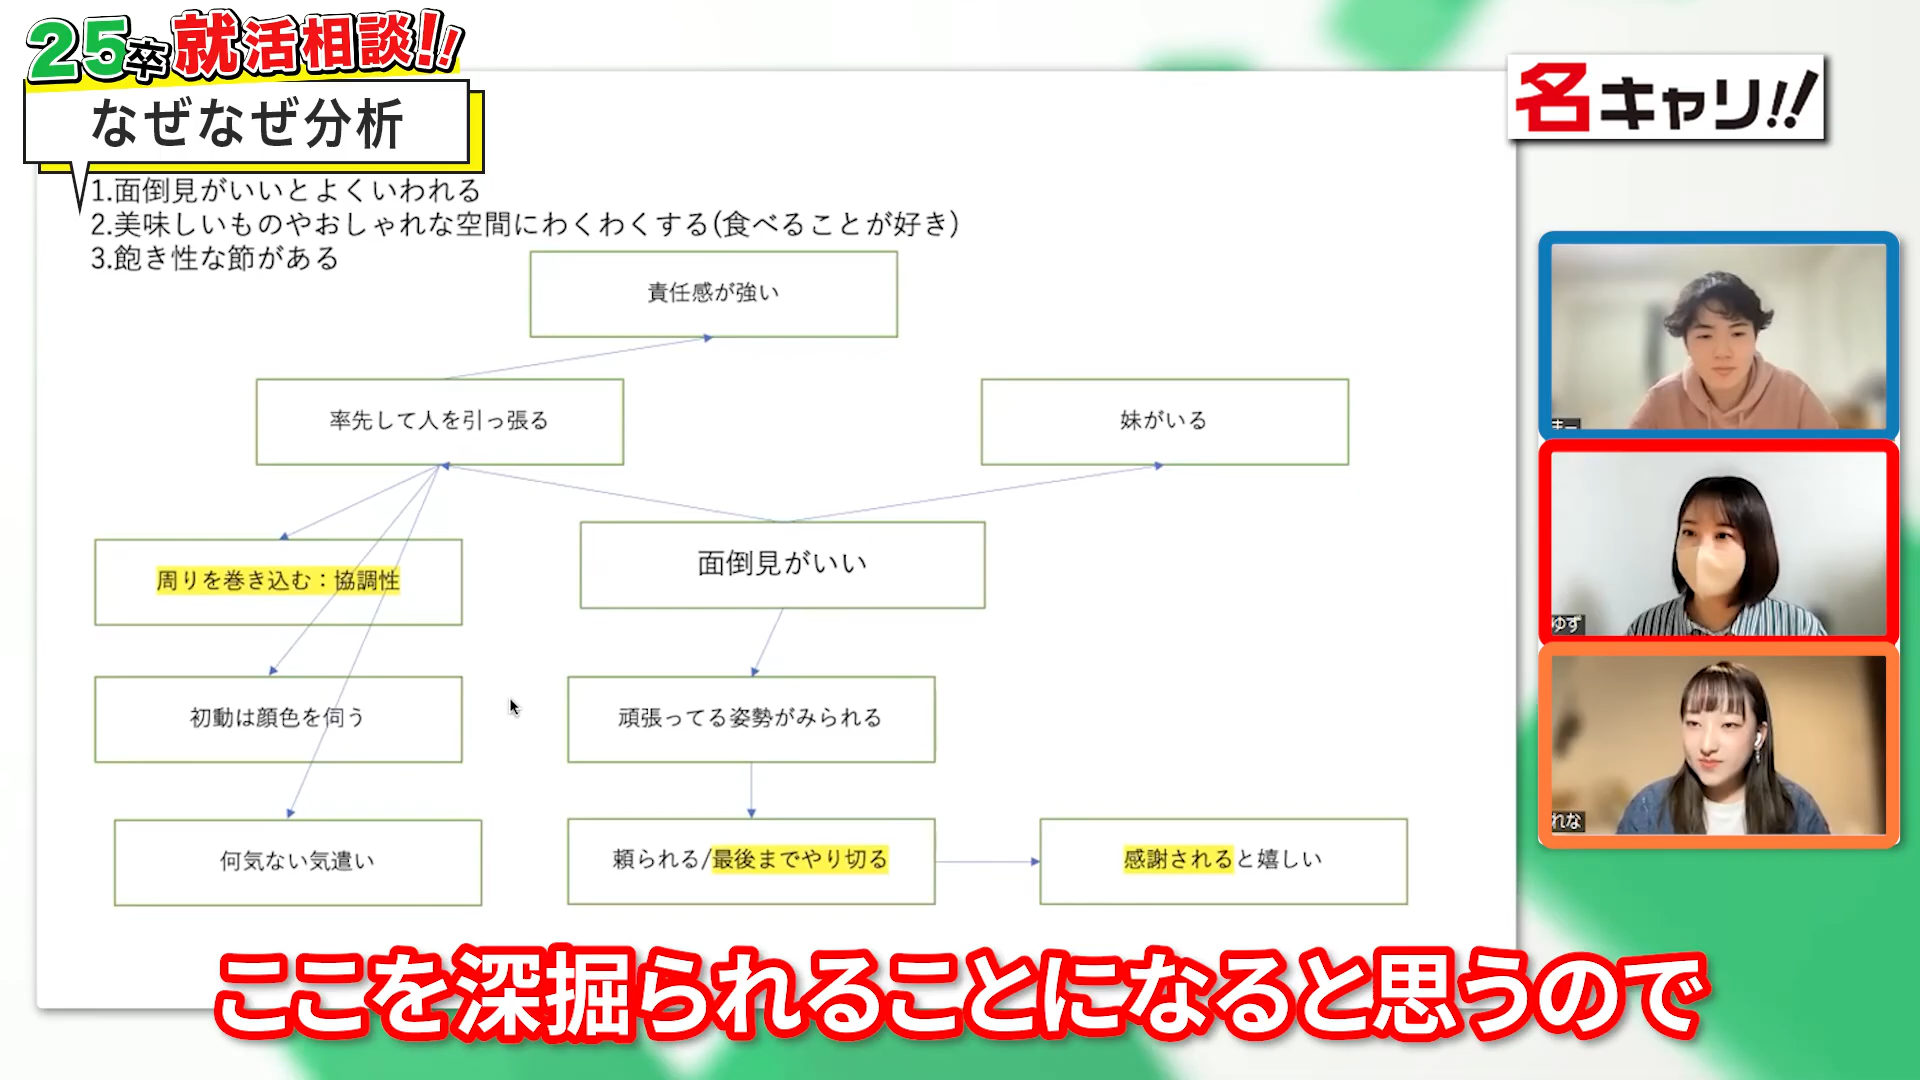 25卒就活相談!!
なぜなぜ分析
名キャリ!!
1.面倒見がいいとよくいわれる
2.美味しいものやおしゃれな空間にわくわくする(食べることが好き)
3.飽き性な節がある
責任感が強い
率先して人を引っ張る
妹がいる
周りを巻き込む：協調性
面倒見がいい
初動は顔色を伺う
頑張ってる姿勢がみられる
何気ない気遣い
頼られる/最後までやり切る
感謝されると嬉しい
ゆず
れな
ここを深掘られることになると思うので